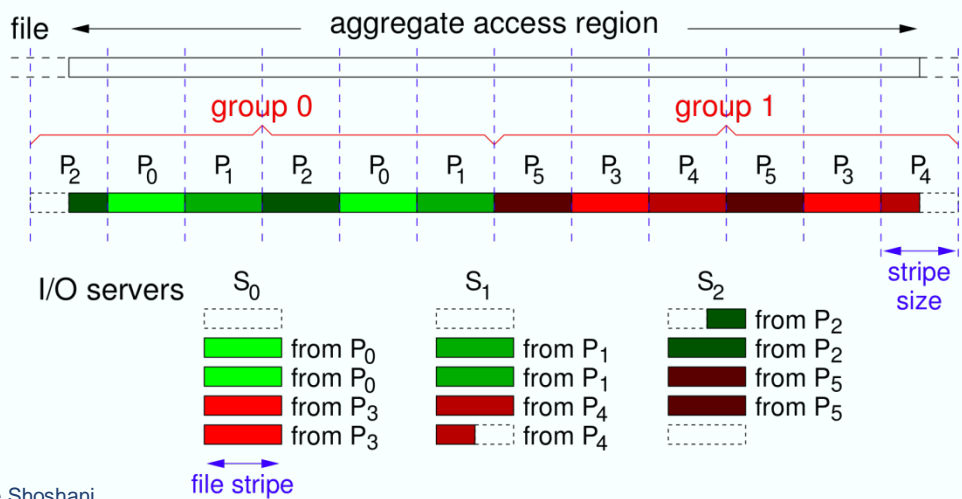 file
aggregate access region
group 0 group 1
P2 P0 P1 P2 P0 P1 P5 P3 P4 P5 P3 P4
stripe
size
I/O servers S0 S1 S2
from P2
from P0 from P1 from P2
from P0 from P1 from P5
from P3 from P4 from P5
from P3 from P4
file stripe
Shoshani